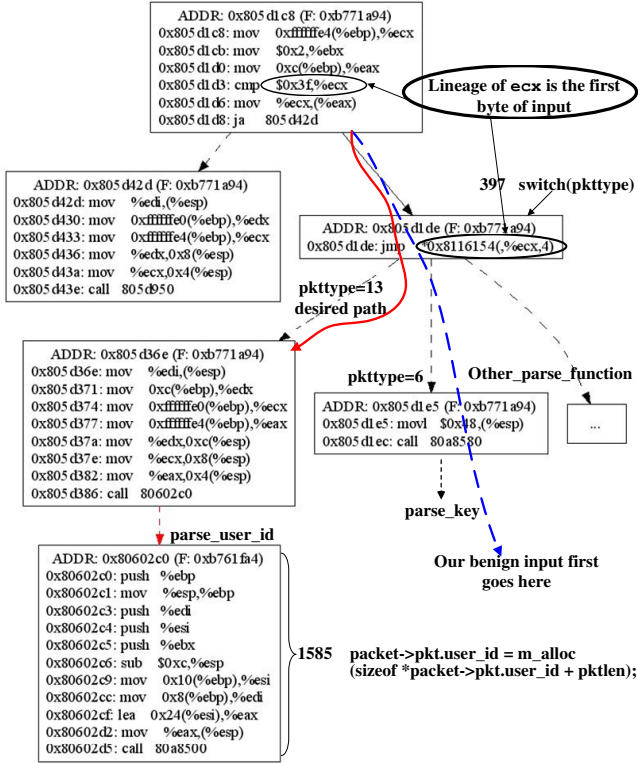 ADDR: 0x805d1c8 (F: 0xb771a94)
0x805d1c8: mov 0xffffffe4(%ebp),%ecx
0x805d1cb: mov $0x2,%ebx
0x805d1d0: mov 0xc(%ebp),%eax
0x805d1d3: cmp $0x3f,%ecx
0x805d1d6: mov %ecx,(%eax)
0x805d1d8: ja 805d42d
Lineage of ecx is the first
byte of input
ADDR: 0x805d42d (F: 0xb771a94)
0x805d42d: mov %edi,(%esp)
0x805d430: mov 0xffffffe0(%ebp),%edx
0x805d433: mov 0xffffffe4(%ebp),%ecx
0x805d436: mov %edx,0x8(%esp)
0x805d43a: mov %ecx,0x4(%esp)
0x805d43e: call 805d950
397 switch(pkttype)
ADDR: 0x805d1de (F: 0xb771a94)
0x805d1de: jmp *0x8116154(,%ecx,4)
pkttype=13
desired path
ADDR: 0x805d36e (F: 0xb771a94)
0x805d36e: mov %edi,(%esp)
0x805d371: mov 0xc(%ebp),%edx
0x805d374: mov 0xffffffe0(%ebp),%ecx
0x805d377: mov 0xffffffe4(%ebp),%eax
0x805d37a: mov %edx,0xc(%esp)
0x805d37e: mov %ecx,0x8(%esp)
0x805d382: mov %eax,0x4(%esp)
0x805d386: call 80602c0
pkttype=6
Other_parse_function
ADDR: 0x805d1e5 (F: 0xb771a94)
0x805d1e5: movl $0x48,(%esp)
0x805d1ec: call 80a8580
...
parse_key
parse_user_id
Our benign input first
goes here
ADDR: 0x80602c0 (F: 0xb761fa4)
0x80602c0: push %ebp
0x80602c1: mov %esp,%ebp
0x80602c3: push %edi
0x80602c4: push %esi
0x80602c5: push %ebx
0x80602c6: sub $0xc,%esp
0x80602c9: mov 0x10(%ebp),%esi
0x80602cc: mov 0x8(%ebp),%edi
0x80602cf: lea 0x24(%esi),%eax
0x80602d2: mov %eax,(%esp)
0x80602d5: call 80a8500
1585 packet->pkt.user_id = m_alloc
(sizeof *packet->pkt.user_id + pktlen);